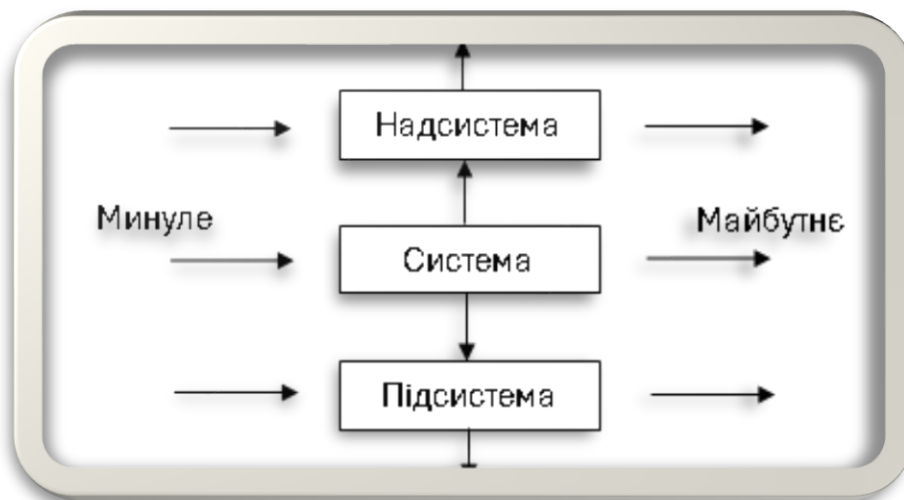 Надсистема
Минуле
Майбутнє
Система
Підсистема